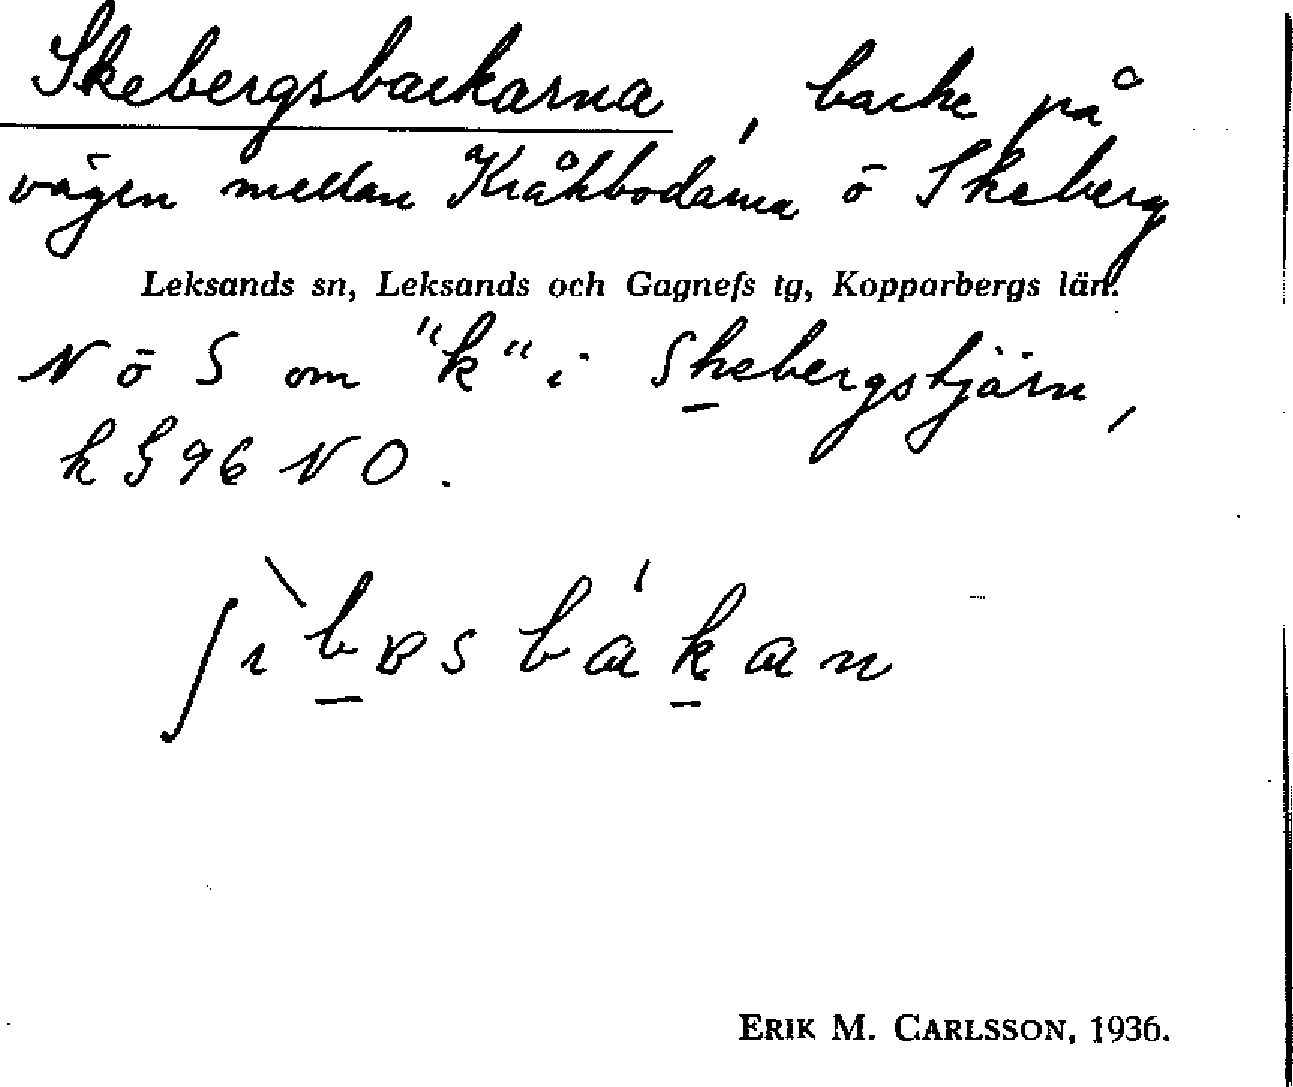 Skebergsbackarna, backe på
vägen mellan Kråkbodarna ö Skeberg
Leksands sn, Leksands och Gagnefs tg, Kopparbergs län.
N ö S om "k" i Skebergstjärn,
k S 96 N O.
ʃìbɐsbákan
ERIK M. CARLSSON, 1936.